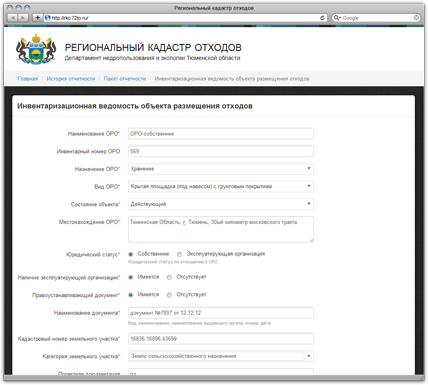 Региональный кадастр отходов
http://rko.72to.ru/
Google
РЕГИОНАЛЬНЫЙ КАДАСТР ОТХОДОВ
Департамент недропользования и экологии Тюменской области
Главная / История отчетности / Пакет отчетности / Инвентаризационная ведомость объекта размещения отходов
Инвентаризационная ведомость объекта размещения отходов
Наименование ОРО* ОРО-собственник
Инвентарный номер ОРО 569
Назначение ОРО* Хранение
Вид ОРО* Крытая площадка (под навесом) с грунтовым покрытием
Состояние объекта* Действующий
Местонахождение ОРО* Тюменская Область, г. Тюмень, 30ый километр московского тракта
Юридический статус* Собственник Эксплуатирующая организация
Юридический статус по отношению к ОРО
Наличие эксплуатирующей организации* Имеется Отсутствует
Правоустанавливающий документ* Имеется Отсутствует
Наименование документа* документ №7897 от 12.12.12
Вид, наименование, наименование выдавшего органа, номер, дата
Кадастровый номер земельного участка* 16836.16896.43699
Категория земельного участка* Земли сельскохозяйственного назначения
Проектная документация